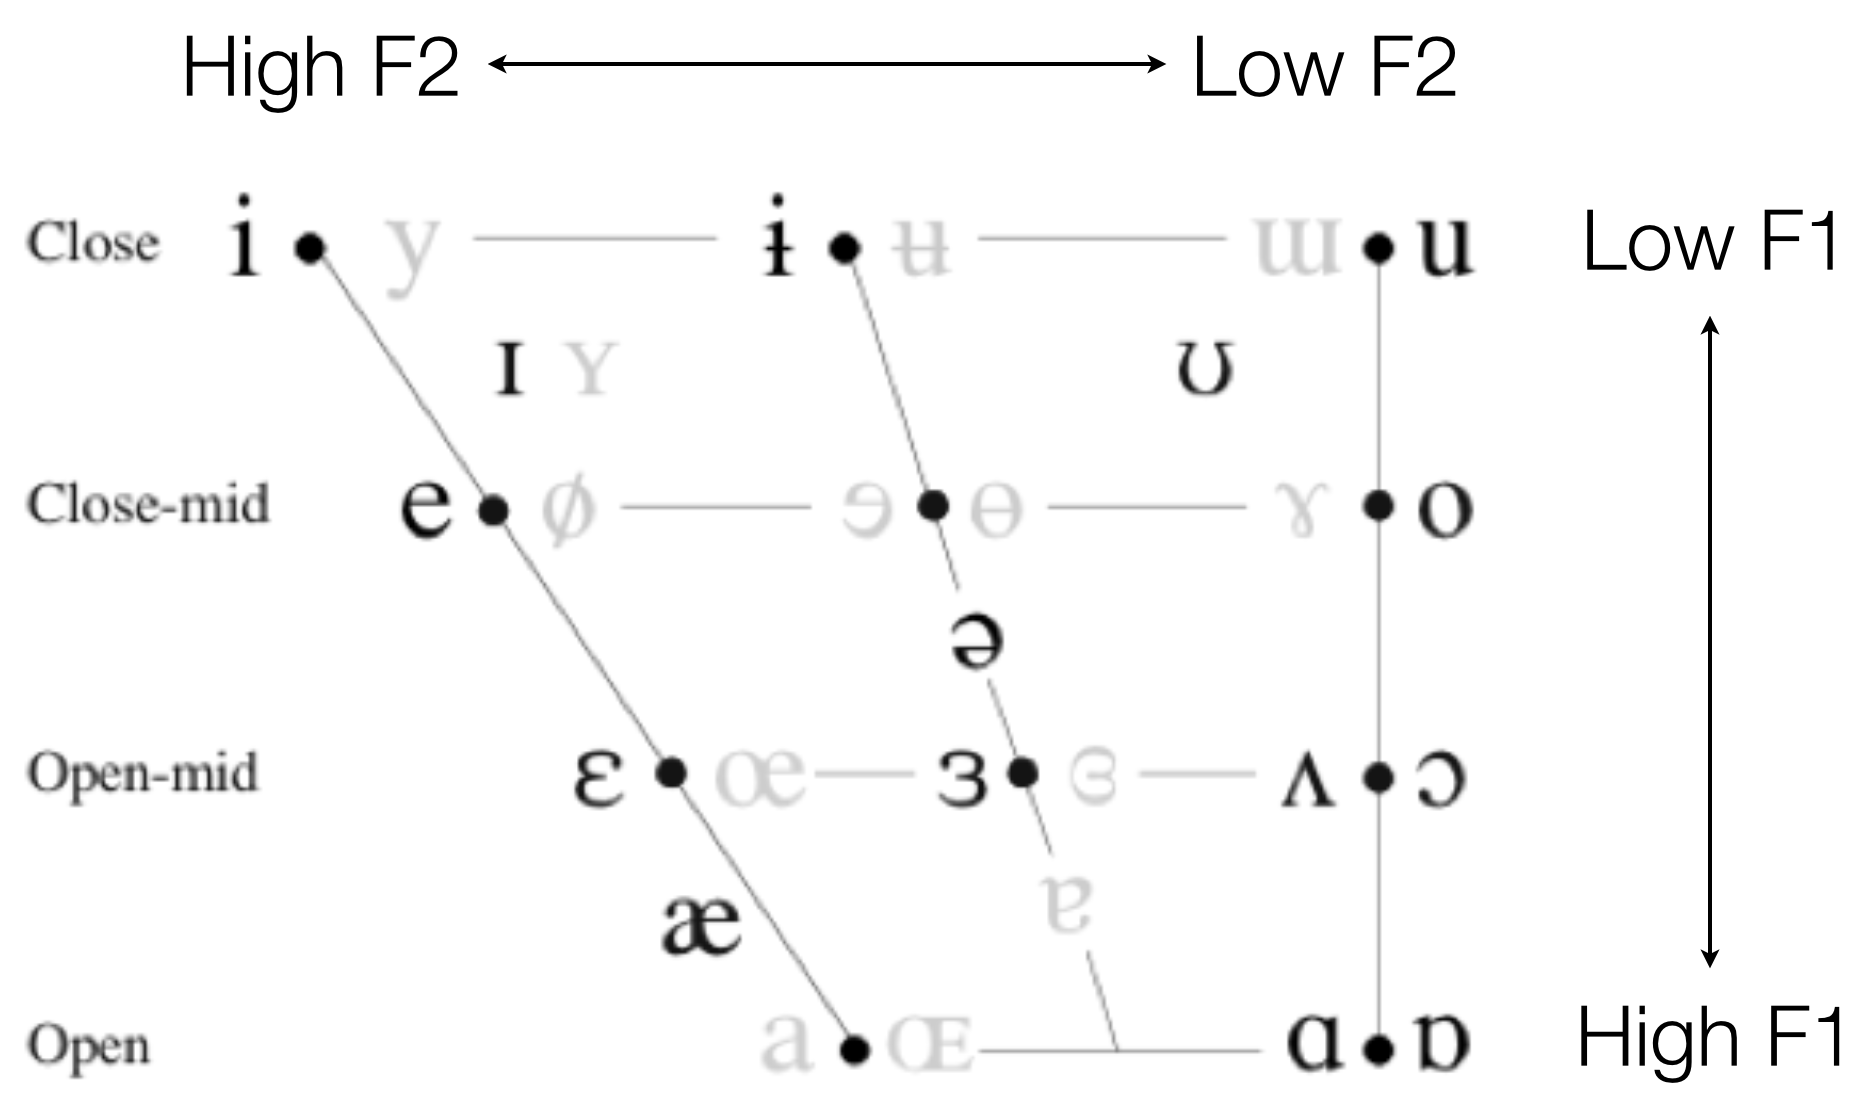 High F2 Low F2
Close i y ɨ ʉ ɯ u Low F1
ɪ ʏ ʊ
Close-mid e ø ɘ ɵ ɤ o
ə
Open-mid ɛ œ ɜ ɞ ʌ ɔ
æ ɐ
Open a ɶ ɑ ɒ High F1